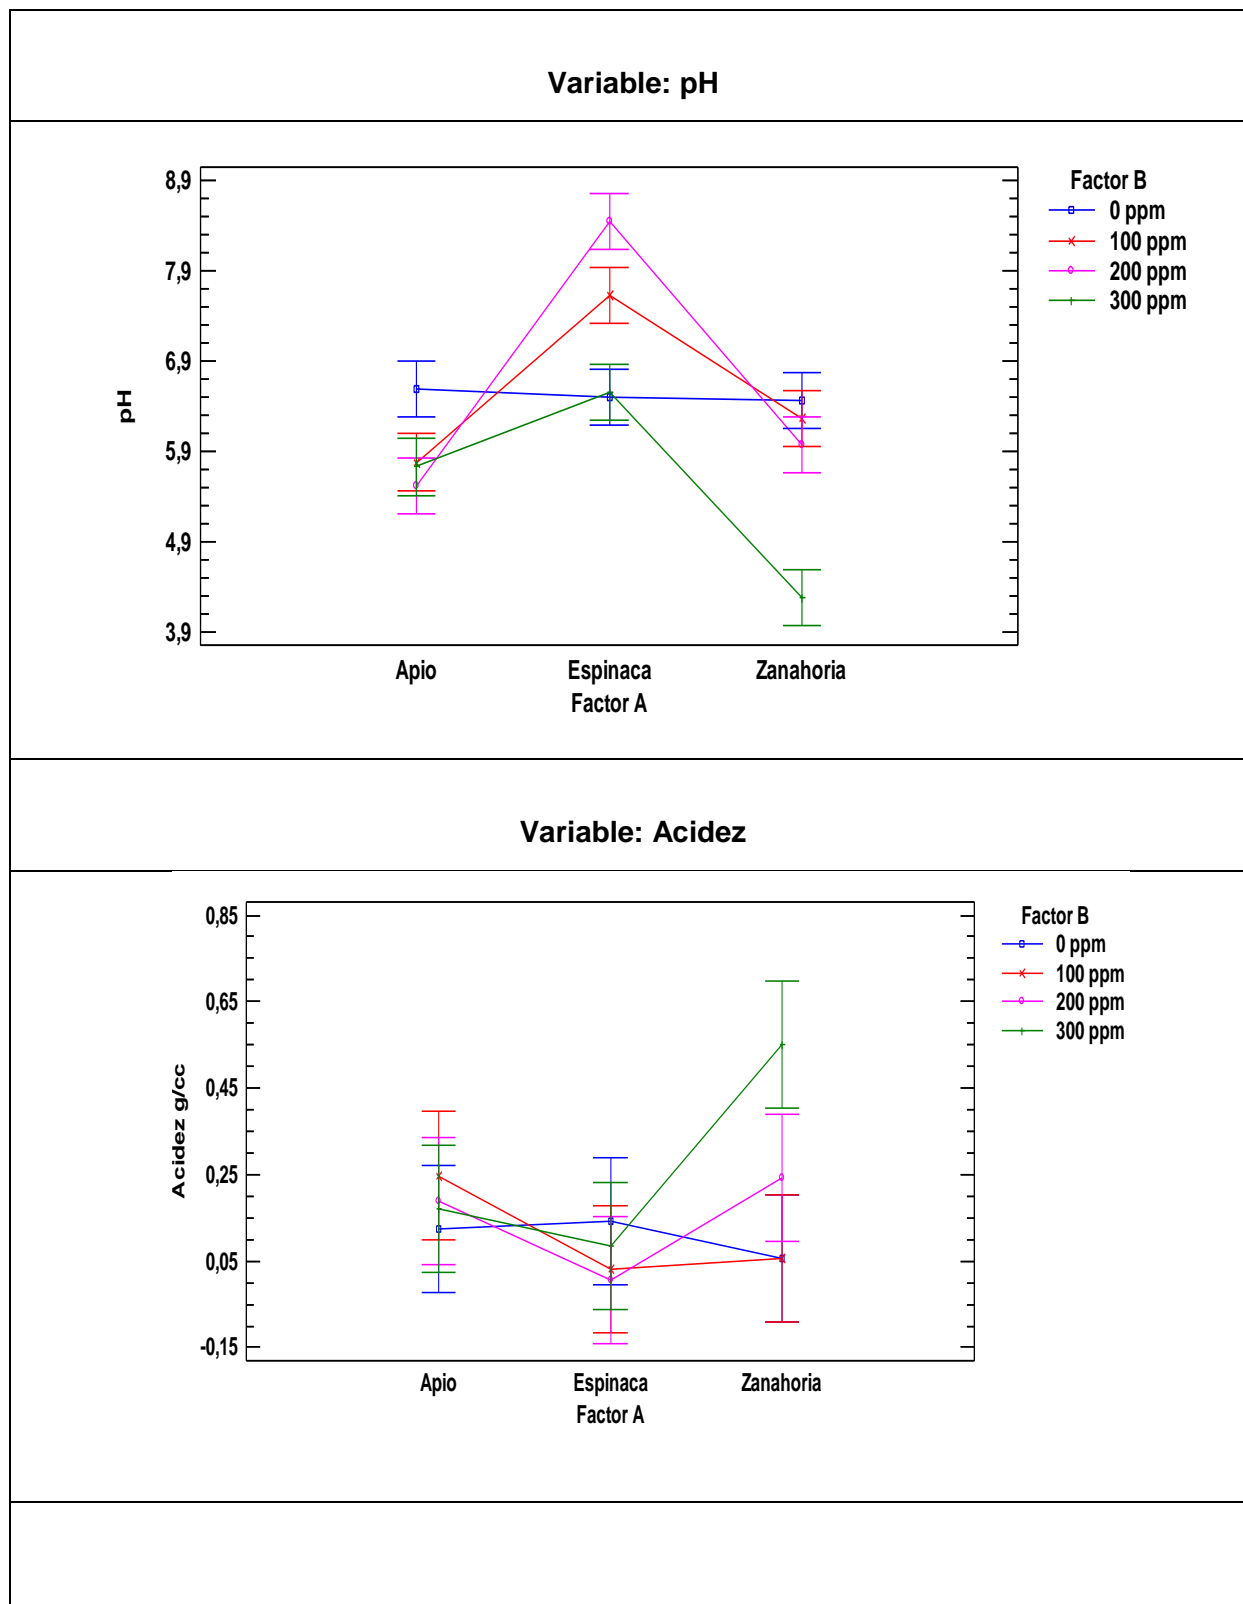 Variable: pH
Factor B
0 ppm
100 ppm
200 ppm
300 ppm
8,9
7,9
6,9
5,9
4,9
3,9
pH
Apio Espinaca Zanahoria
Factor A
Variable: Acidez
Factor B
0 ppm
100 ppm
200 ppm
300 ppm
0,85
0,65
0,45
0,25
0,05
-0,15
Acidez g/cc
Apio Espinaca Zanahoria
Factor A